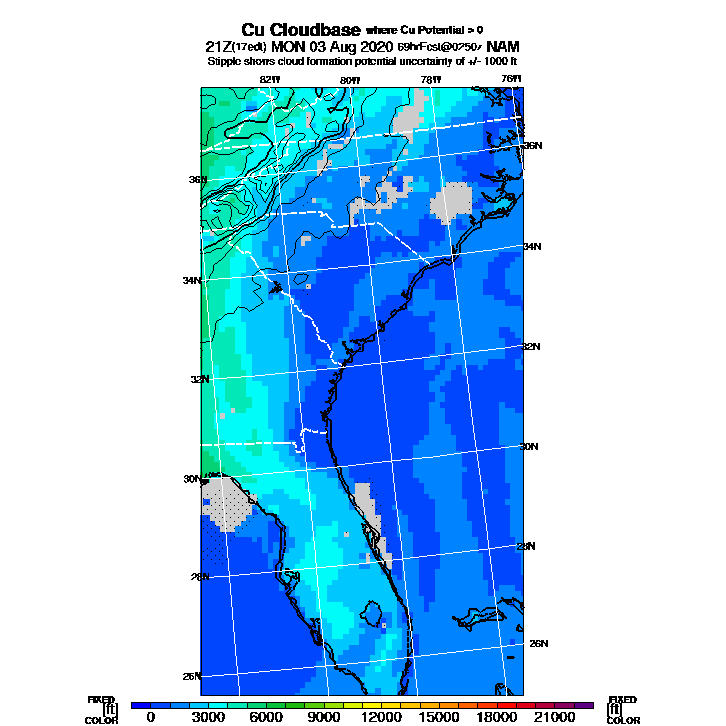 Cu Cloudbase where Cu Potential > 0
21Z(17edt) MON 03 Aug 2020 69hrFcst@0250z NAM
Stipple shows cloud formation potential uncertainty of +/- 1000 ft
82W 80W 78W 76W
36N
36N
34N
34N
32N
32N
30N
30N
28N
28N
26N
26N
FIXED [ft] COLOR
0 3000 6000 9000 12000 15000 18000 21000
FIXED [ft] COLOR